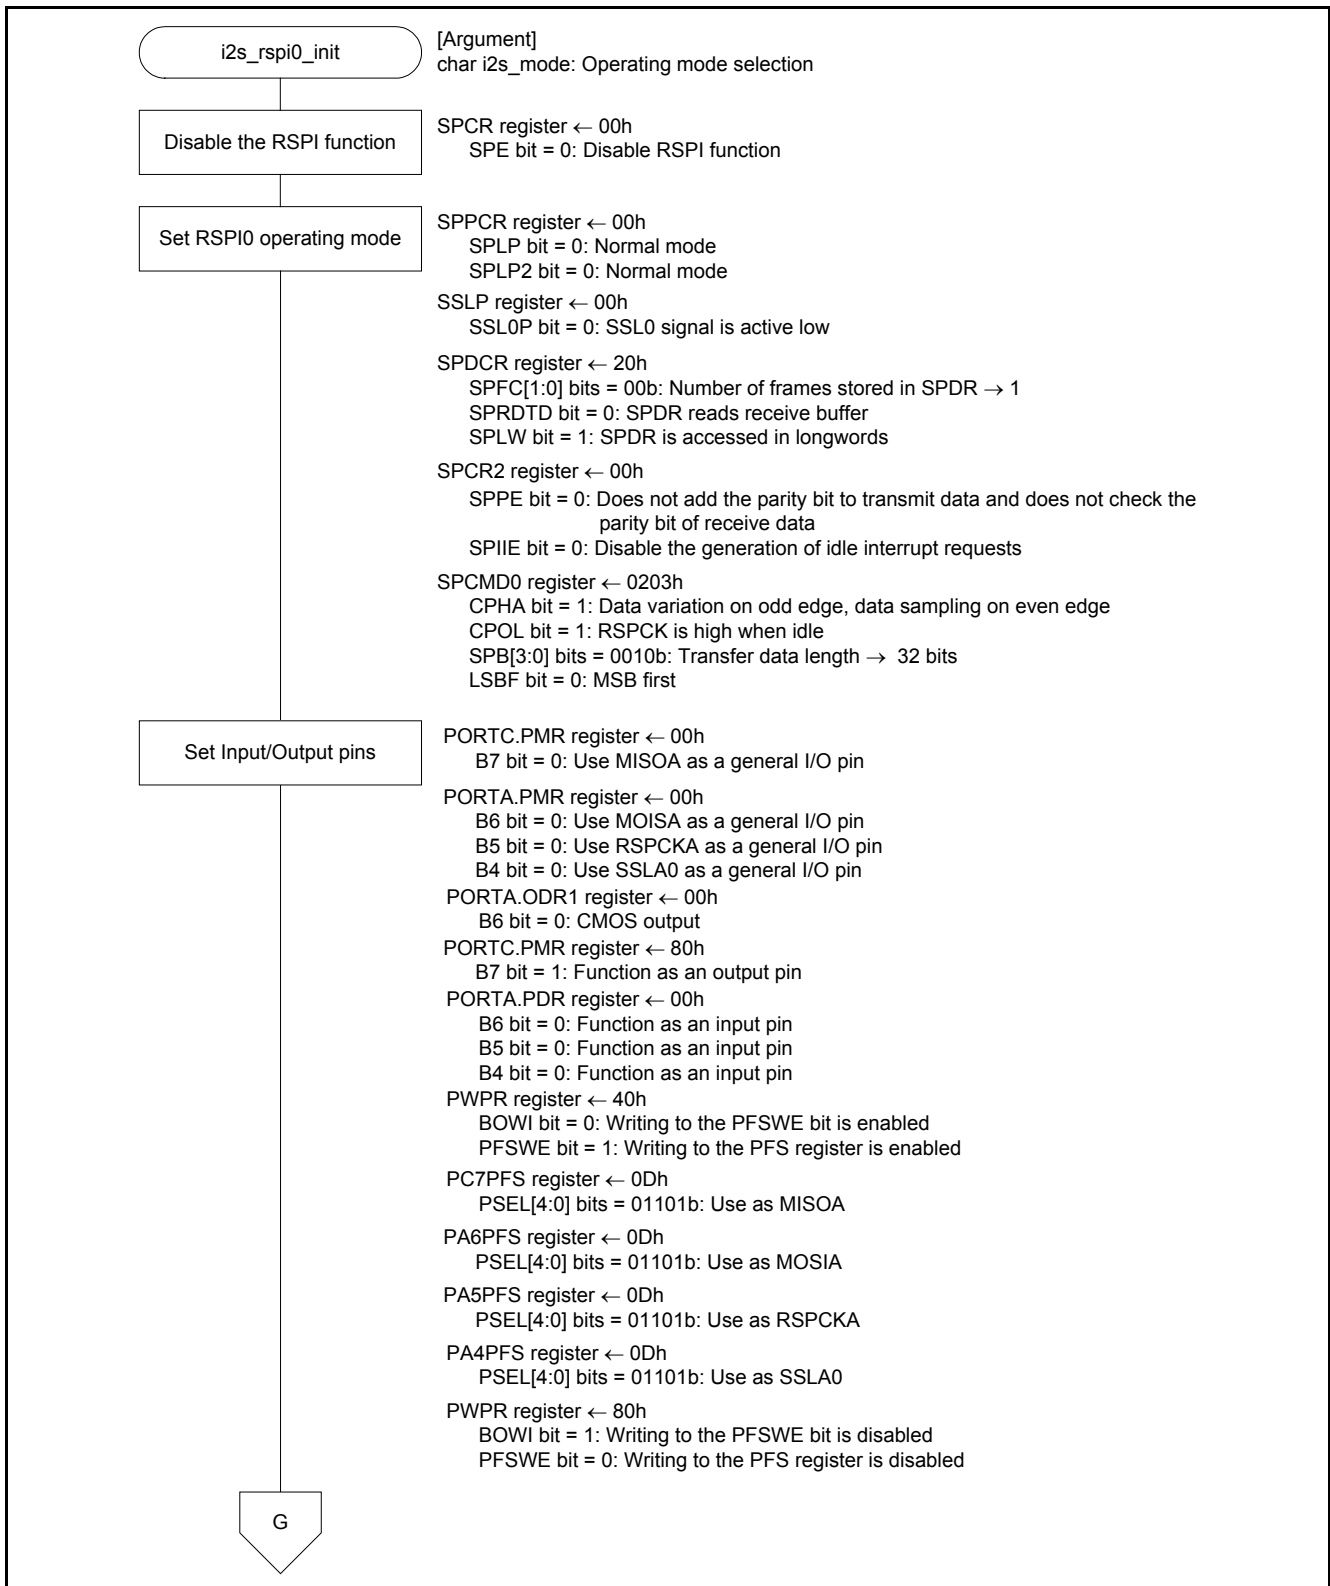 i2s_rspi0_init
[Argument]
char i2s_mode: Operating mode selection
Disable the RSPI function
SPCR register ← 00h
SPE bit = 0: Disable RSPI function
Set RSPI0 operating mode
SPPCR register ← 00h
SPLP bit = 0: Normal mode
SPLP2 bit = 0: Normal mode
SSLP register ← 00h
SSL0P bit = 0: SSL0 signal is active low
SPDCR register ← 20h
SPFC[1:0] bits = 00b: Number of frames stored in SPDR → 1
SPRDTD bit = 0: SPDR reads receive buffer
SPLW bit = 1: SPDR is accessed in longwords
SPCR2 register ← 00h
SPPE bit = 0: Does not add the parity bit to transmit data and does not check the
parity bit of receive data
SPIIE bit = 0: Disable the generation of idle interrupt requests
SPCMD0 register ← 0203h
CPHA bit = 1: Data variation on odd edge, data sampling on even edge
CPOL bit = 1: RSPCK is high when idle
SPB[3:0] bits = 0010b: Transfer data length → 32 bits
LSBF bit = 0: MSB first
Set Input/Output pins
PORTC.PMR register ← 00h
B7 bit = 0: Use MISOA as a general I/O pin
PORTA.PMR register ← 00h
B6 bit = 0: Use MOISA as a general I/O pin
B5 bit = 0: Use RSPCKA as a general I/O pin
B4 bit = 0: Use SSLA0 as a general I/O pin
PORTA.ODR1 register ← 00h
B6 bit = 0: CMOS output
PORTC.PMR register ← 80h
B7 bit = 1: Function as an output pin
PORTA.PDR register ← 00h
B6 bit = 0: Function as an input pin
B5 bit = 0: Function as an input pin
B4 bit = 0: Function as an input pin
PWPR register ← 40h
BOWI bit = 0: Writing to the PFSWE bit is enabled
PFSWE bit = 1: Writing to the PFS register is enabled
PC7PFS register ← 0Dh
PSEL[4:0] bits = 01101b: Use as MISOA
PA6PFS register ← 0Dh
PSEL[4:0] bits = 01101b: Use as MOSIA
PA5PFS register ← 0Dh
PSEL[4:0] bits = 01101b: Use as RSPCKA
PA4PFS register ← 0Dh
PSEL[4:0] bits = 01101b: Use as SSLA0
PWPR register ← 80h
BOWI bit = 1: Writing to the PFSWE bit is disabled
PFSWE bit = 0: Writing to the PFS register is disabled
G